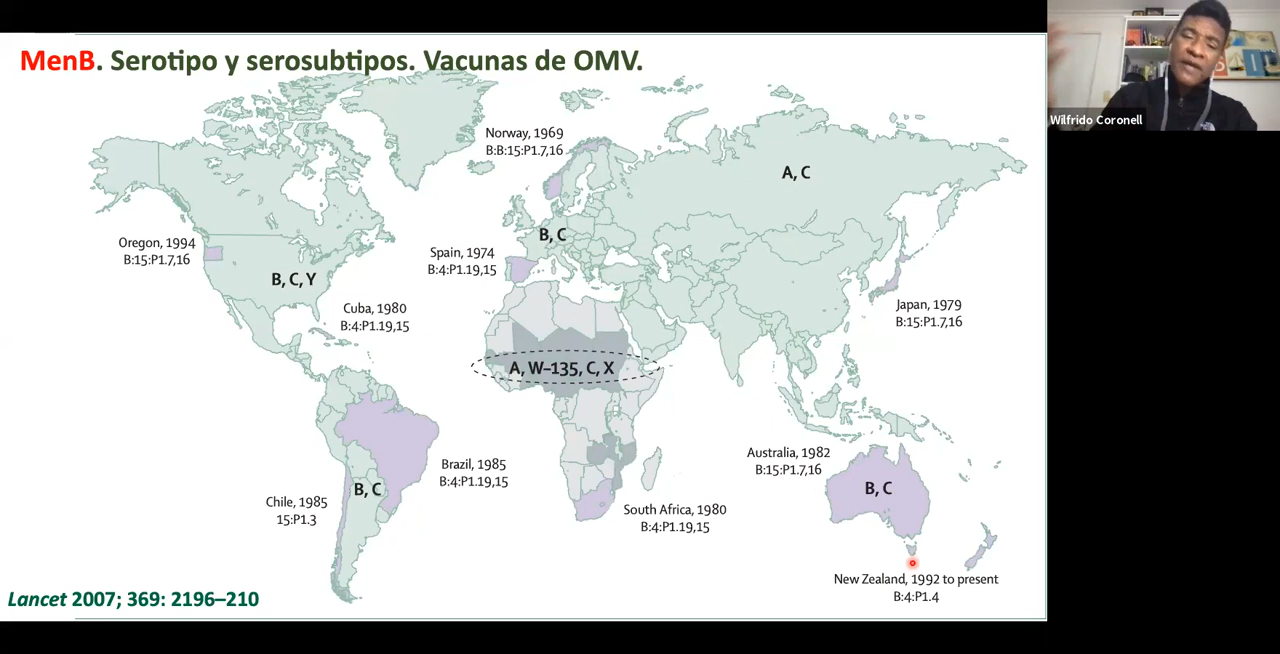 MenB. Serotipo y serosubtipos. Vacunas de OMV.
Wilfrido Coronell
Norway, 1969
B:B:15:P1.7,16
A, C
Oregon, 1994
B:15:P1.7,16
B, C
Spain, 1974
B:4:P1.19,15
B, C, Y
Cuba, 1980
B:4:P1.19,15
Japan, 1979
B:15:P1.7,16
A, W–135, C, X
Brazil, 1985
B:4:P1.19,15
Australia, 1982
B:15:P1.7,16
B, C
Chile, 1985
15:P1.3
B, C
South Africa, 1980
B:4:P1.19,15
New Zealand, 1992 to present
B:4:P1.4
Lancet 2007; 369: 2196–210